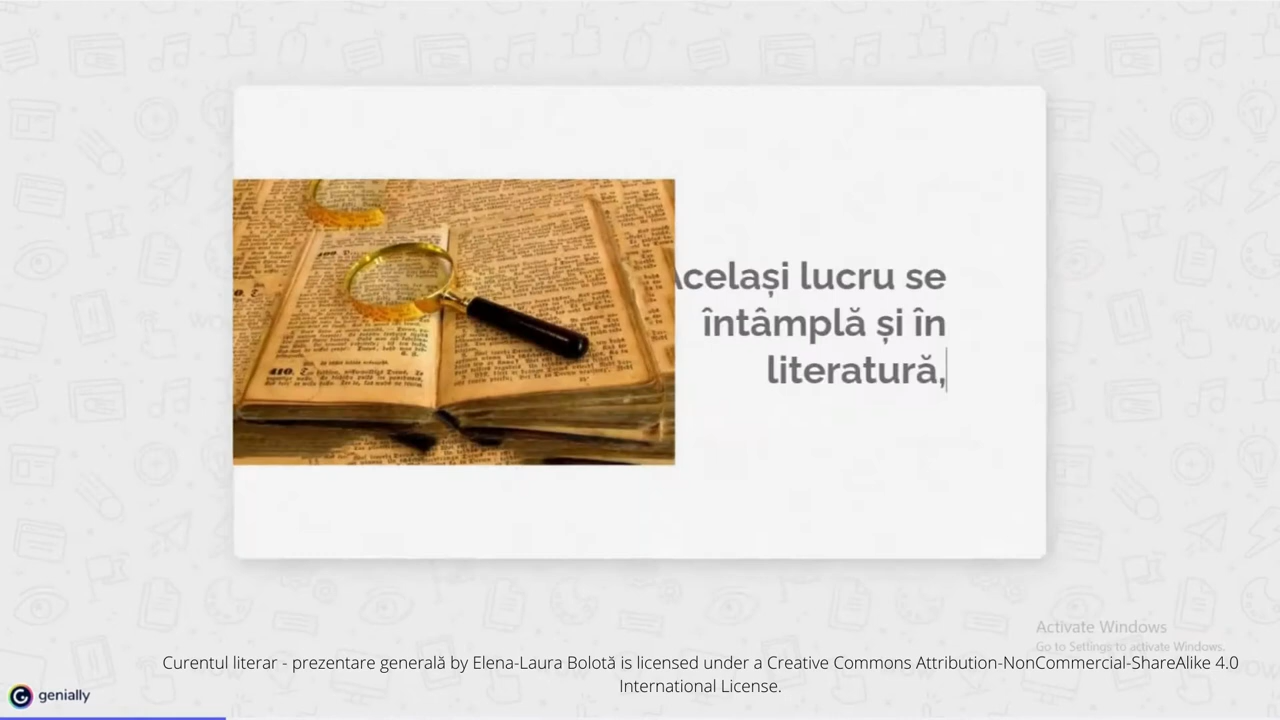 Același lucru se
întâmplă și în
literatură,
Activate Windows
Go to Settings to activate Windows.
Curentul literar - prezentare generală by Elena-Laura Bolotă is licensed under a Creative Commons Attribution-NonCommercial-ShareAlike 4.0
International License.
genially